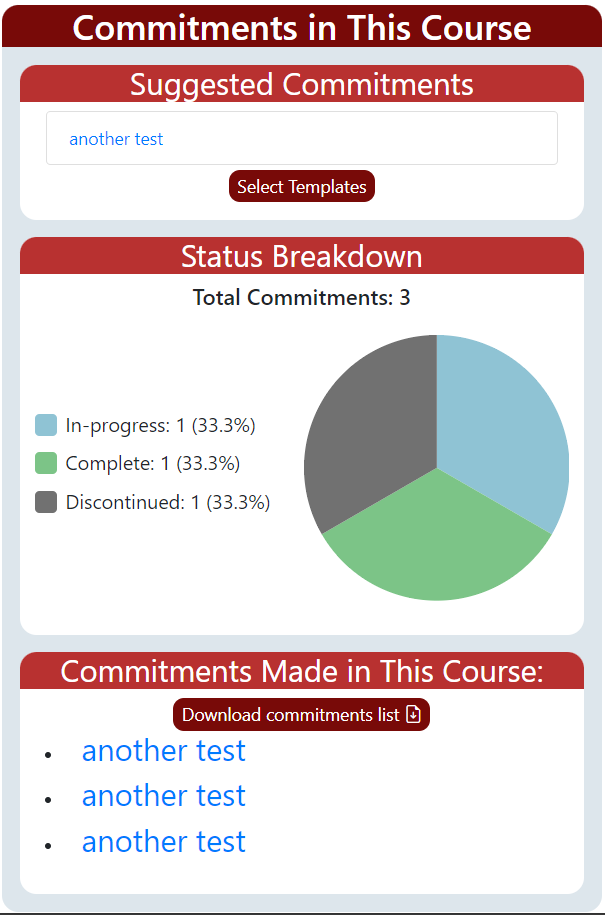 Commitments in This Course
Suggested Commitments
another test
Select Templates
Status Breakdown
Total Commitments: 3
In-progress: 1 (33.3%)
Complete: 1 (33.3%)
Discontinued: 1 (33.3%)
Commitments Made in This Course:
Download commitments list
another test
another test
another test